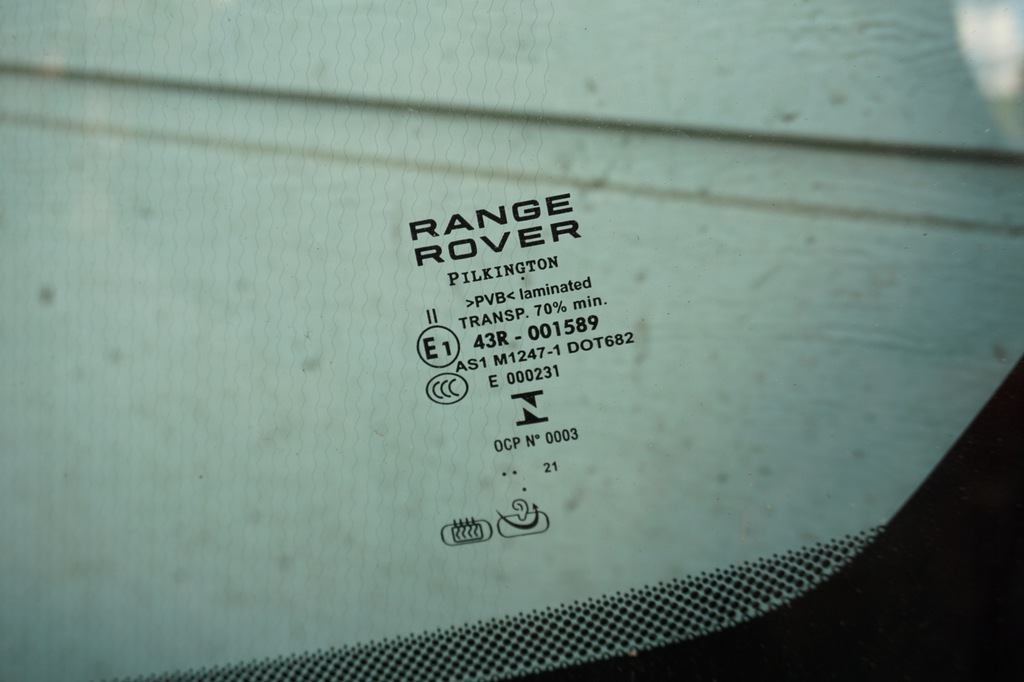 RANGE
ROVER
PILKINGTON
>PVB< laminated
TRANSP. 70% min.
II
E1 43R - 001589
AS1 M1247-1 DOT682
CCC E 000231
OCP N° 0003
.. 21
.